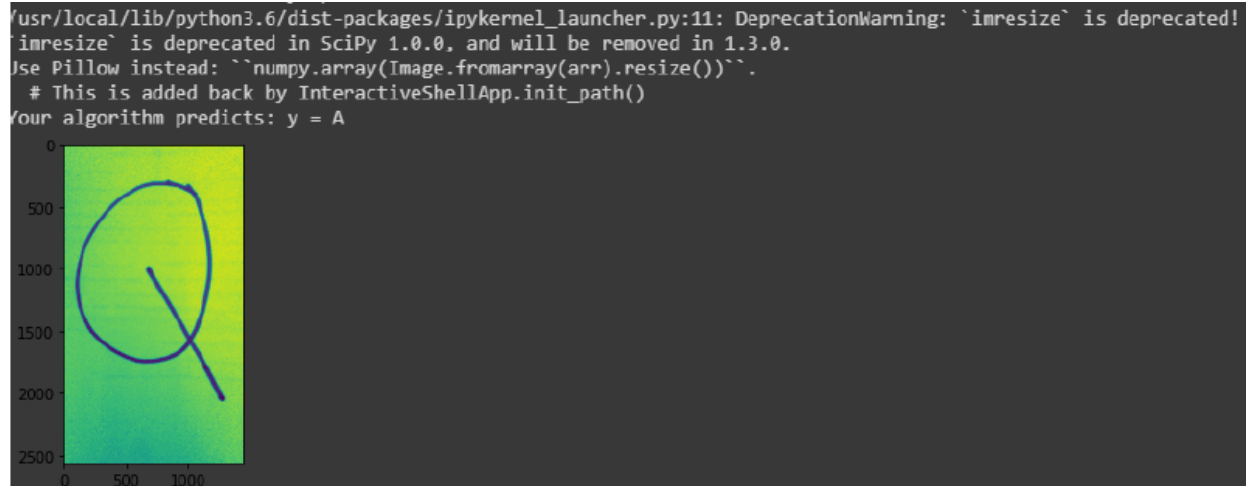 /usr/local/lib/python3.6/dist-packages/ipykernel_launcher.py:11: DeprecationWarning: `imresize` is deprecated!
`imresize` is deprecated in SciPy 1.0.0, and will be removed in 1.3.0.
Use Pillow instead: ``numpy.array(Image.fromarray(arr).resize())``.
# This is added back by InteractiveShellApp.init_path()
Your algorithm predicts: y = A
0
500
Q
1000
1500
2000
2500
0 500 1000